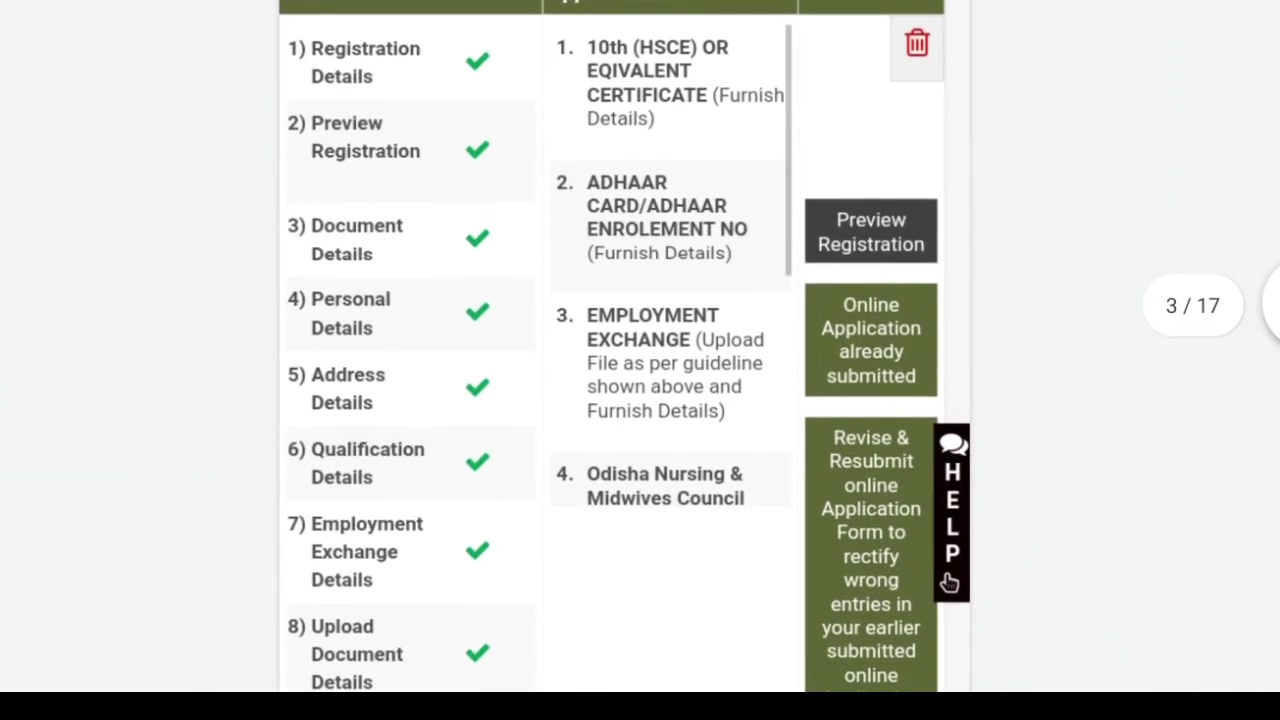 1) Registration
Details
2) Preview
Registration
3) Document
Details
4) Personal
Details
5) Address
Details
6) Qualification
Details
7) Employment
Exchange
Details
8) Upload
Document
Details
1. 10th (HSCE) OR
EQIVALENT
CERTIFICATE (Furnish
Details)
2. ADHAAR
CARD/ADHAAR
ENROLEMENT NO
(Furnish Details)
3. EMPLOYMENT
EXCHANGE (Upload
File as per guideline
shown above and
Furnish Details)
4. Odisha Nursing &
Midwives Council
Preview
Registration
Online
Application
already
submitted
Revise &
Resubmit
online
Application
Form to
rectify
wrong
entries in
your earlier
submitted
online
H
E
L
P
3 / 17